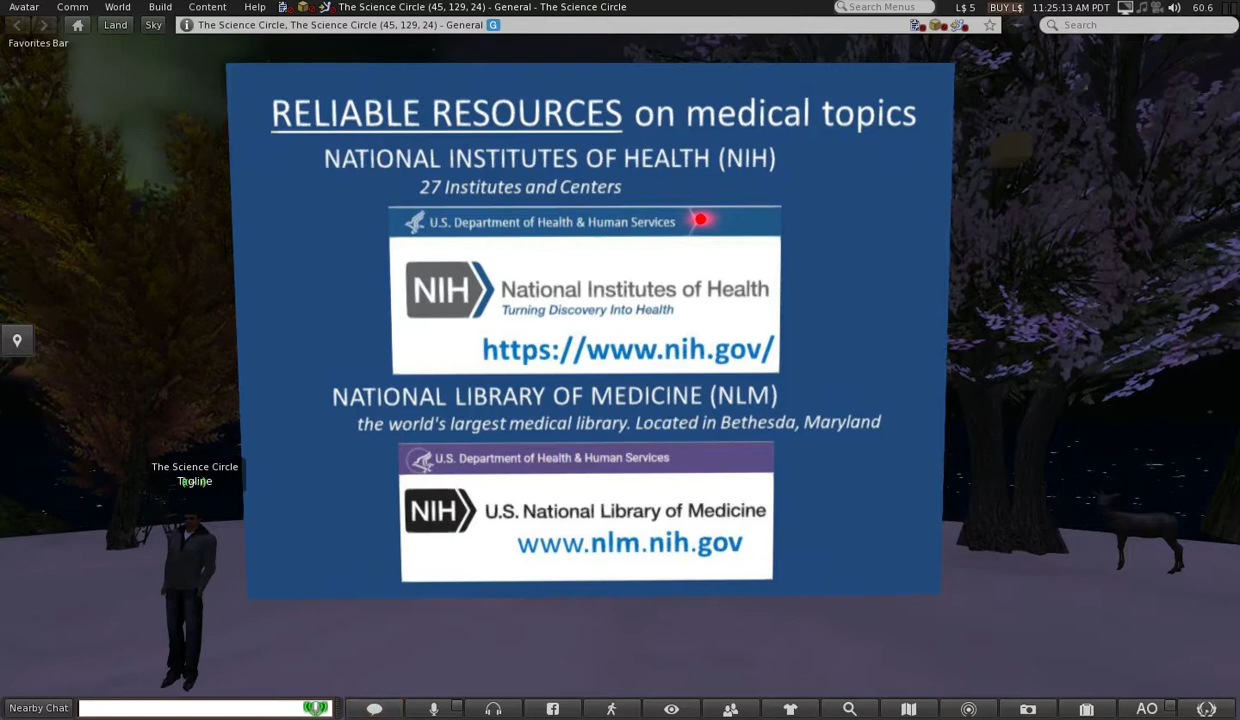 Avatar Comm World Build Content Help The Science Circle, The Science Circle (45, 129, 24) - General - The Science Circle Search Menus L$ 5 BUY L$ 11:25:13 AM PDT 60.6
Land Sky The Science Circle, The Science Circle (45, 129, 24) - General G Search
Favorites Bar
RELIABLE RESOURCES on medical topics
NATIONAL INSTITUTES OF HEALTH (NIH)
27 Institutes and Centers
U.S. Department of Health & Human Services
NIH National Institutes of Health
Turning Discovery Into Health
https://www.nih.gov/
NATIONAL LIBRARY OF MEDICINE (NLM)
the world's largest medical library. Located in Bethesda, Maryland
U.S. Department of Health & Human Services
NIH U.S. National Library of Medicine
www.nlm.nih.gov
The Science Circle
Tagline
Nearby Chat AO